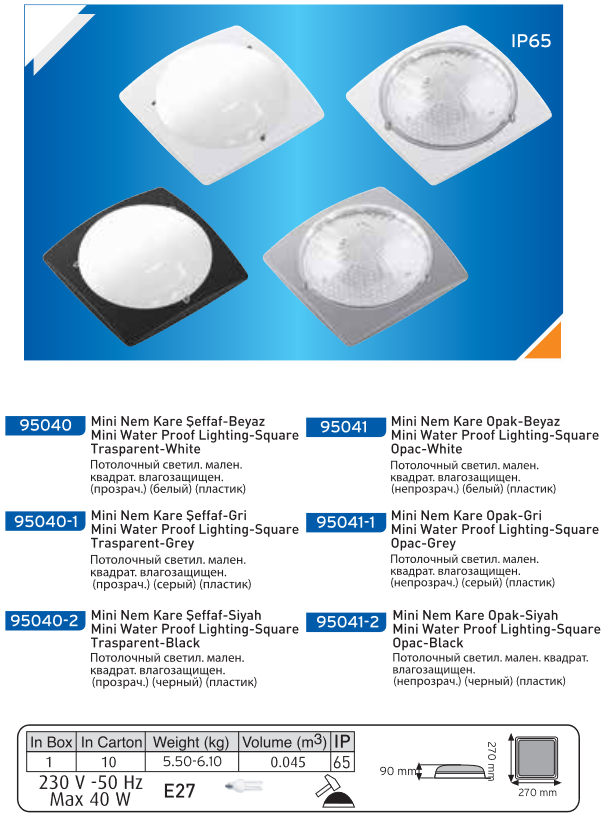 IP65
95040
Mini Nem Kare Şeffaf-Beyaz
Mini Water Proof Lighting-Square
Trasparent-White
Потолочный светил. мален.
квадрат. влагозащищен.
(прозрач.) (белый) (пластик)
95041
Mini Nem Kare Opak-Beyaz
Mini Water Proof Lighting-Square
Opac-White
Потолочный светил. мален.
квадрат. влагозащищен.
(непрозрач.) (белый) (пластик)
95040-1
Mini Nem Kare Şeffaf-Gri
Mini Water Proof Lighting-Square
Trasparent-Grey
Потолочный светил. мален.
квадрат. влагозащищен.
(прозрач.) (серый) (пластик)
95041-1
Mini Nem Kare Opak-Gri
Mini Water Proof Lighting-Square
Opac-Grey
Потолочный светил. мален.
квадрат. влагозащищен.
(непрозрач.) (серый) (пластик)
95040-2
Mini Nem Kare Şeffaf-Siyah
Mini Water Proof Lighting-Square
Trasparent-Black
Потолочный светил. мален.
квадрат. влагозащищен.
(прозрач.) (черный) (пластик)
95041-2
Mini Nem Kare Opak-Siyah
Mini Water Proof Lighting-Square
Opac-Black
Потолочный светил. мален. квадрат.
влагозащищен.
(непрозрач.) (черный) (пластик)
In Box In Carton Weight (kg) Volume (m3) IP
1 10 5.50-6.10 0.045 65
230 V -50 Hz
Max 40 W
E27
90 mm
270 mm
270 mm